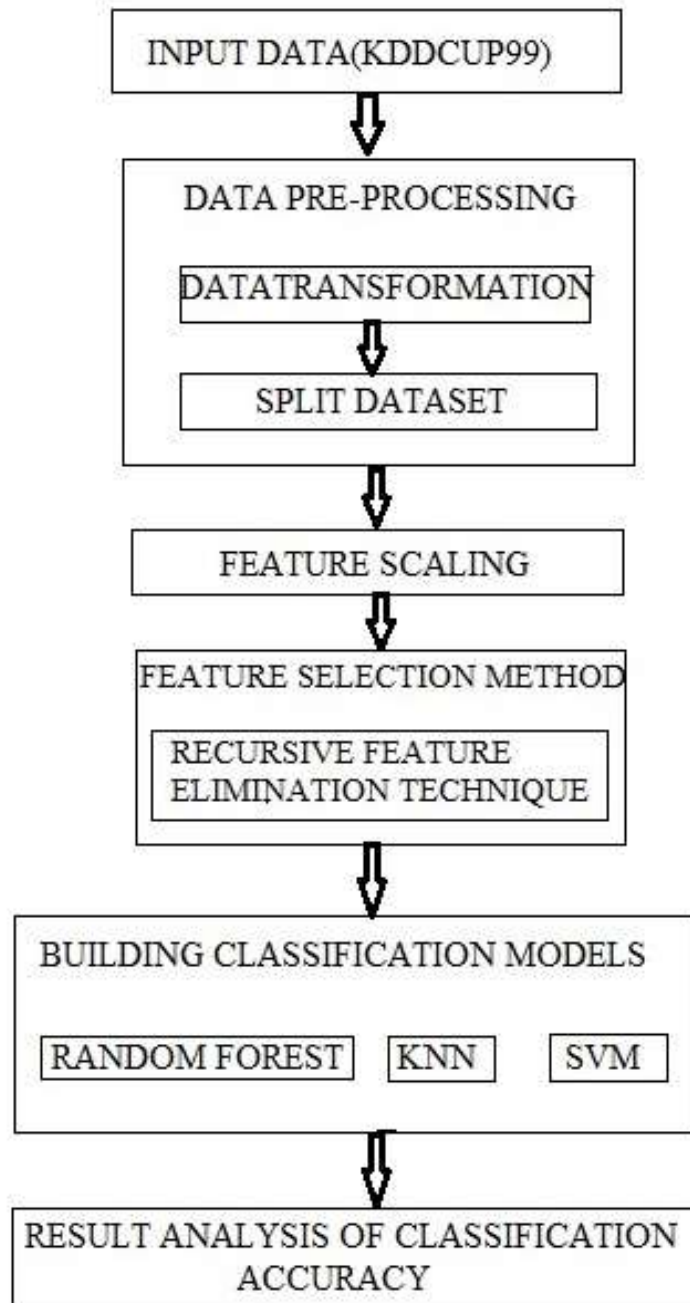 INPUT DATA(KDDCUP99)
DATA PRE-PROCESSING
DATATRANSFORMATION
SPLIT DATASET
FEATURE SCALING
FEATURE SELECTION METHOD
RECURSIVE FEATURE
ELIMINATION TECHNIQUE
BUILDING CLASSIFICATION MODELS
RANDOM FOREST KNN SVM
RESULT ANALYSIS OF CLASSIFICATION
ACCURACY